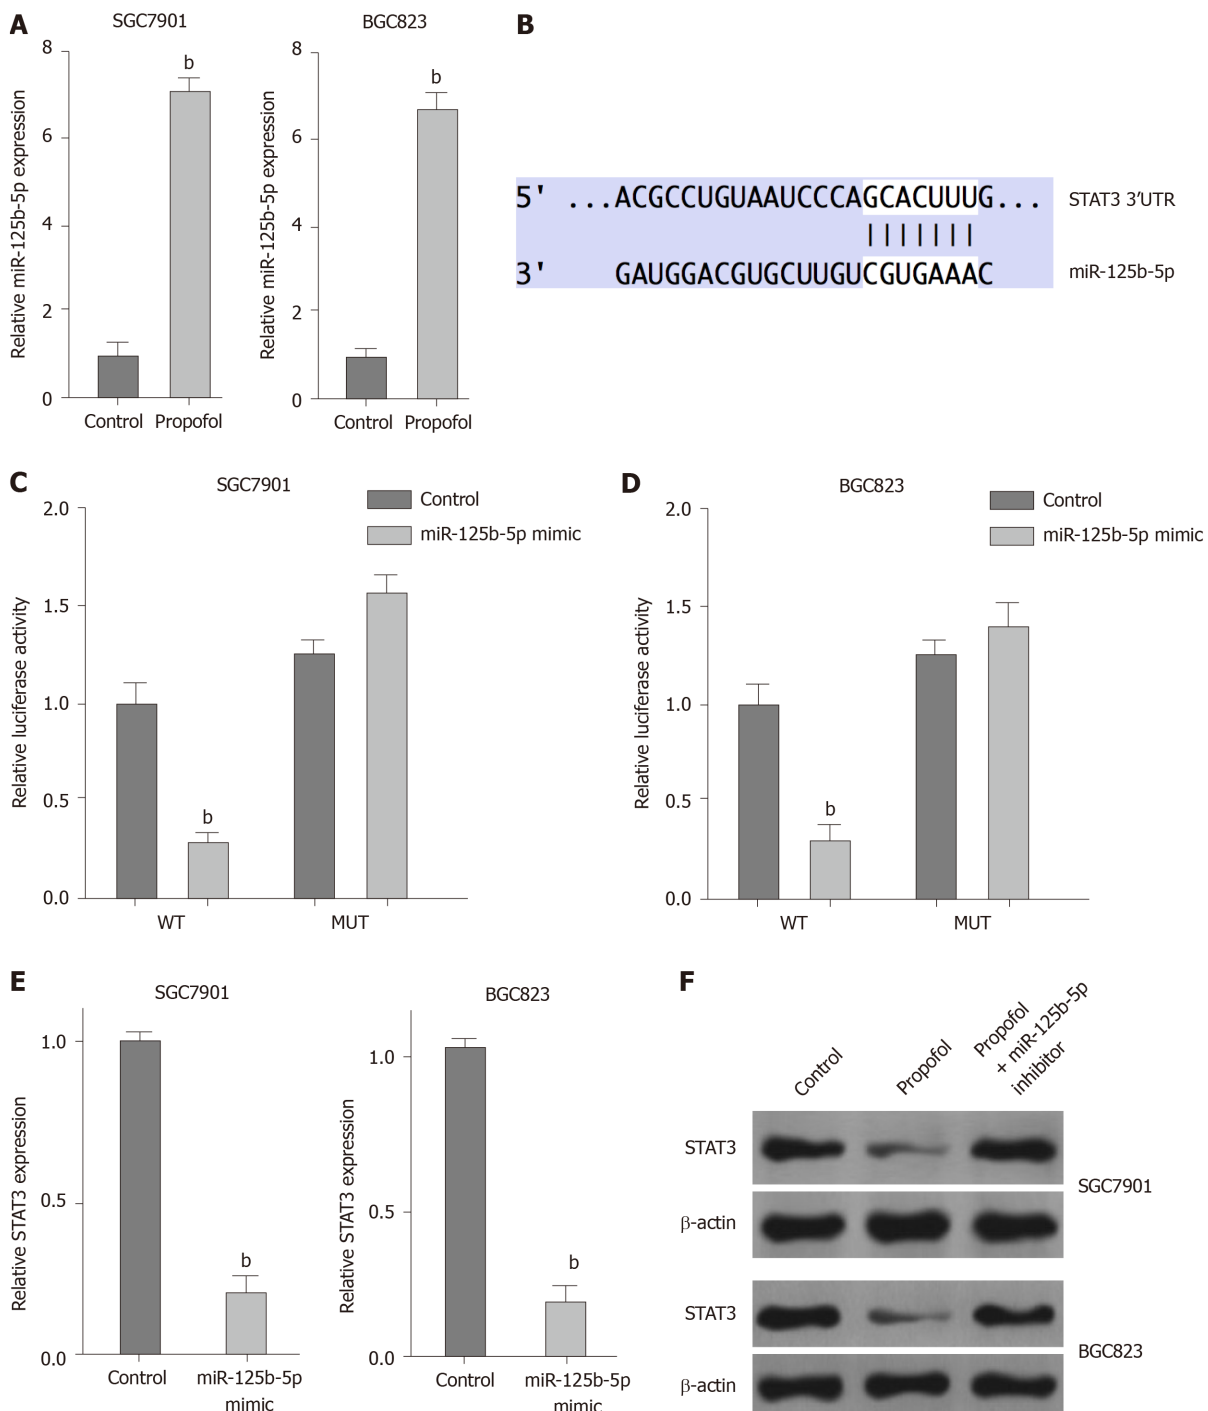 A
SGC7901
BGC823
B
8
6
4
2
0
Relative miR-125b-5p expression
b
Control Propofol
8
6
4
2
0
Relative miR-125b-5p expression
b
Control Propofol
5' ...ACGCCUGUAAUCCCAGCACUUUG... STAT3 3’UTR
3' GAUGGACGUGCUUGUCGUGAAAC miR-125b-5p
C
SGC7901
Control
miR-125b-5p mimic
2.0
1.5
1.0
0.5
0.0
Relative luciferase activity
b
WT MUT
D
BGC823
Control
miR-125b-5p mimic
2.0
1.5
1.0
0.5
0.0
Relative luciferase activity
b
WT MUT
E
SGC7901
1.0
0.5
0.0
Relative STAT3 expression
b
Control miR-125b-5p
mimic
BGC823
1.0
0.5
0.0
Relative STAT3 expression
b
Control miR-125b-5p
mimic
F
Control
Propofol
Propofol
+ miR-125b-5p
inhibitor
STAT3
β-actin
SGC7901
STAT3
β-actin
BGC823